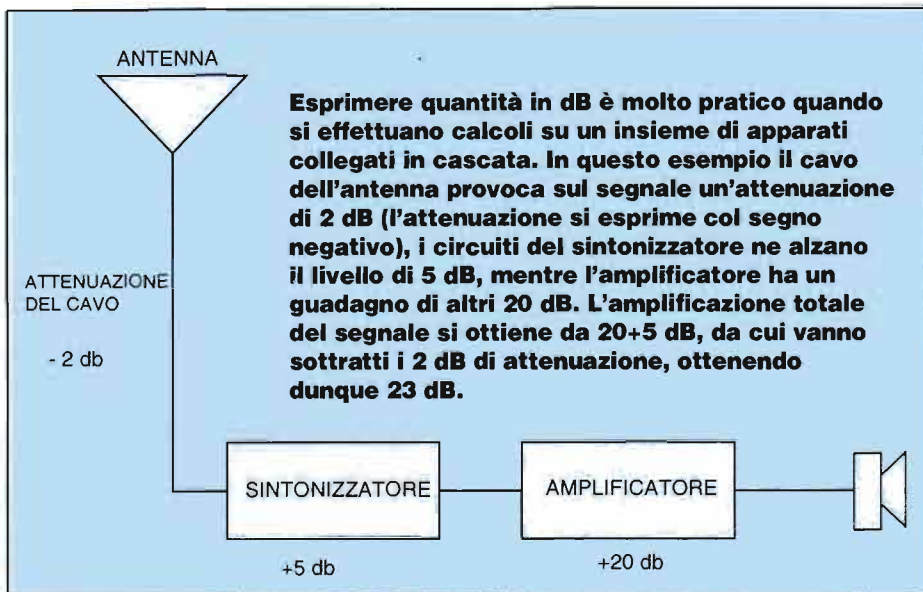 ANTENNA
Esprimere quantità in dB è molto pratico quando
si effettuano calcoli su un insieme di apparati
collegati in cascata. In questo esempio il cavo
dell'antenna provoca sul segnale un'attenuazione
di 2 dB (l'attenuazione si esprime col segno
negativo), i circuiti del sintonizzatore ne alzano
il livello di 5 dB, mentre l'amplificatore ha un
guadagno di altri 20 dB. L'amplificazione totale
del segnale si ottiene da 20+5 dB, da cui vanno
sottratti i 2 dB di attenuazione, ottenendo
dunque 23 dB.
ATTENUAZIONE
DEL CAVO
- 2 db
SINTONIZZATORE
AMPLIFICATORE
+5 db
+20 db